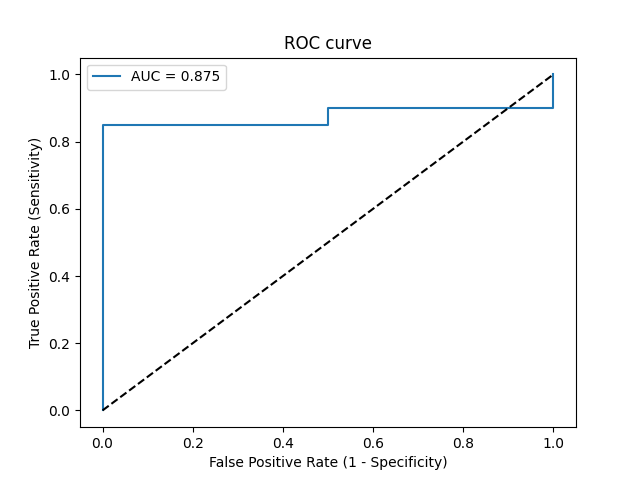 ROC curve
AUC = 0.875
True Positive Rate (Sensitivity)
1.0
0.8
0.6
0.4
0.2
0.0
0.0 0.2 0.4 0.6 0.8 1.0
False Positive Rate (1 - Specificity)